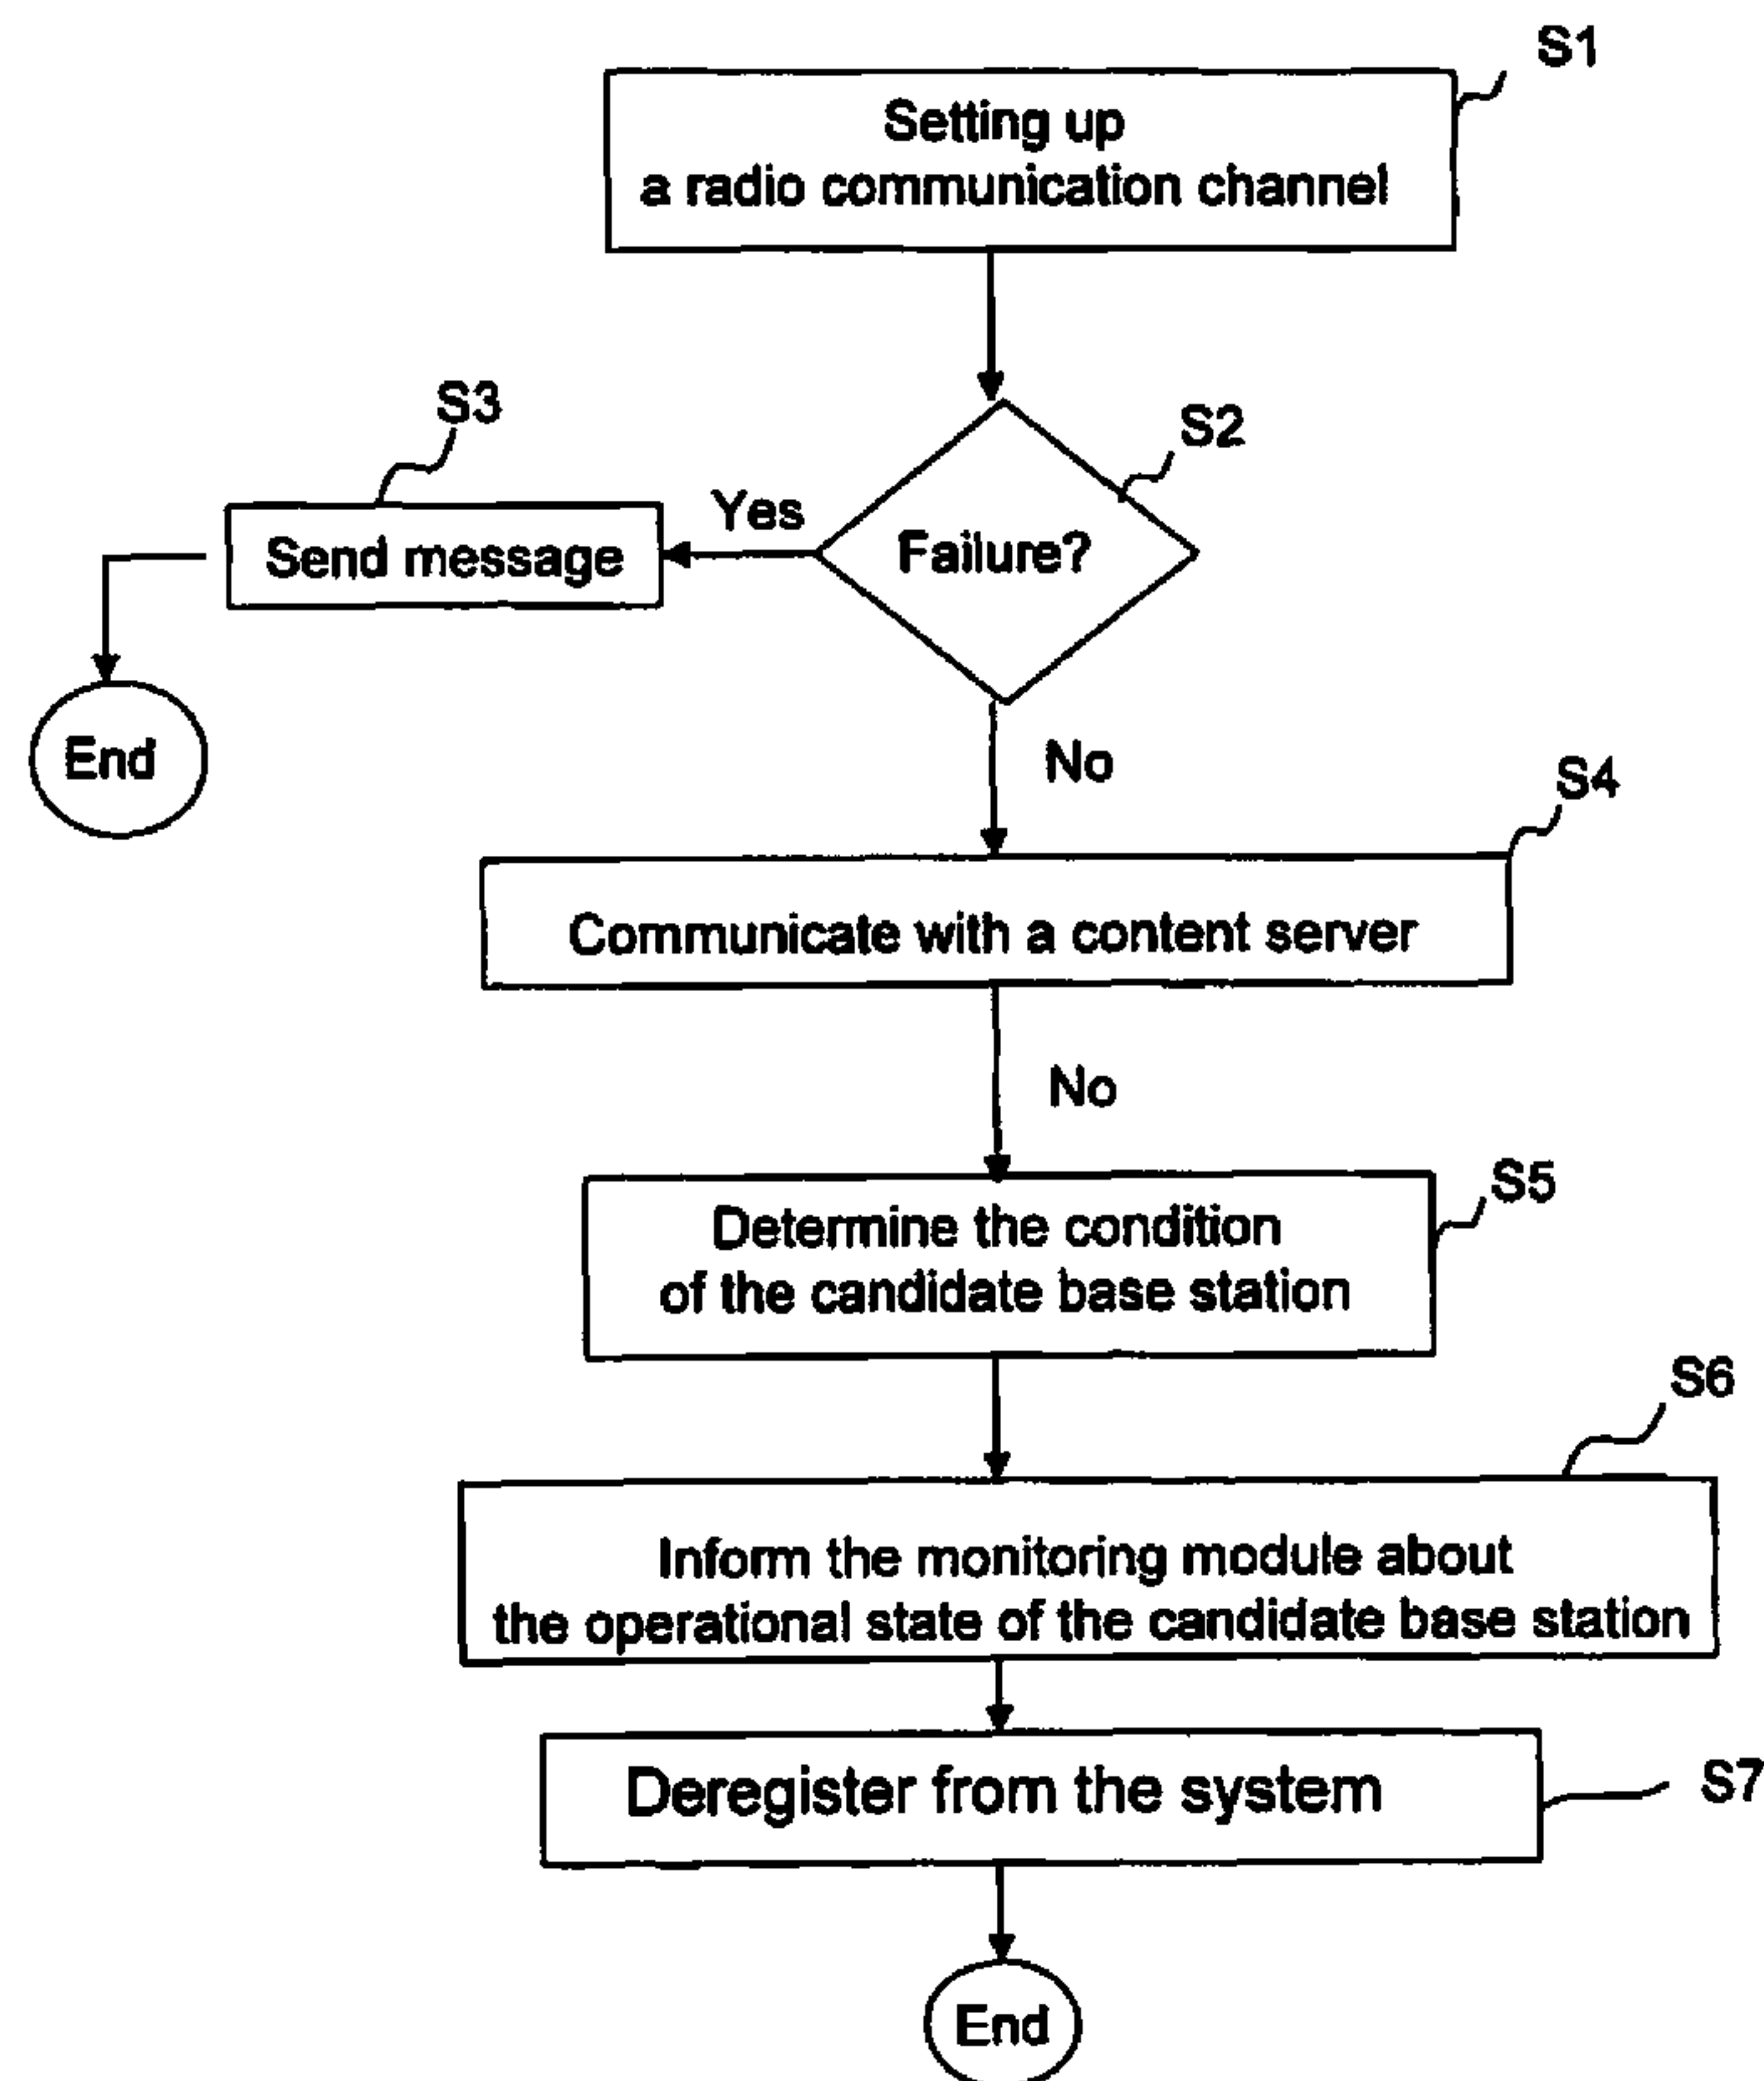 S1
Setting up
a radio communication channel
S3
S2
Yes
Failure?
Send message
End
No
S4
Communicate with a content server
No
S5
Determine the condition
of the candidate base station
S6
Inform the monitoring module about
the operational state of the candidate base station
Deregister from the system
S7
End